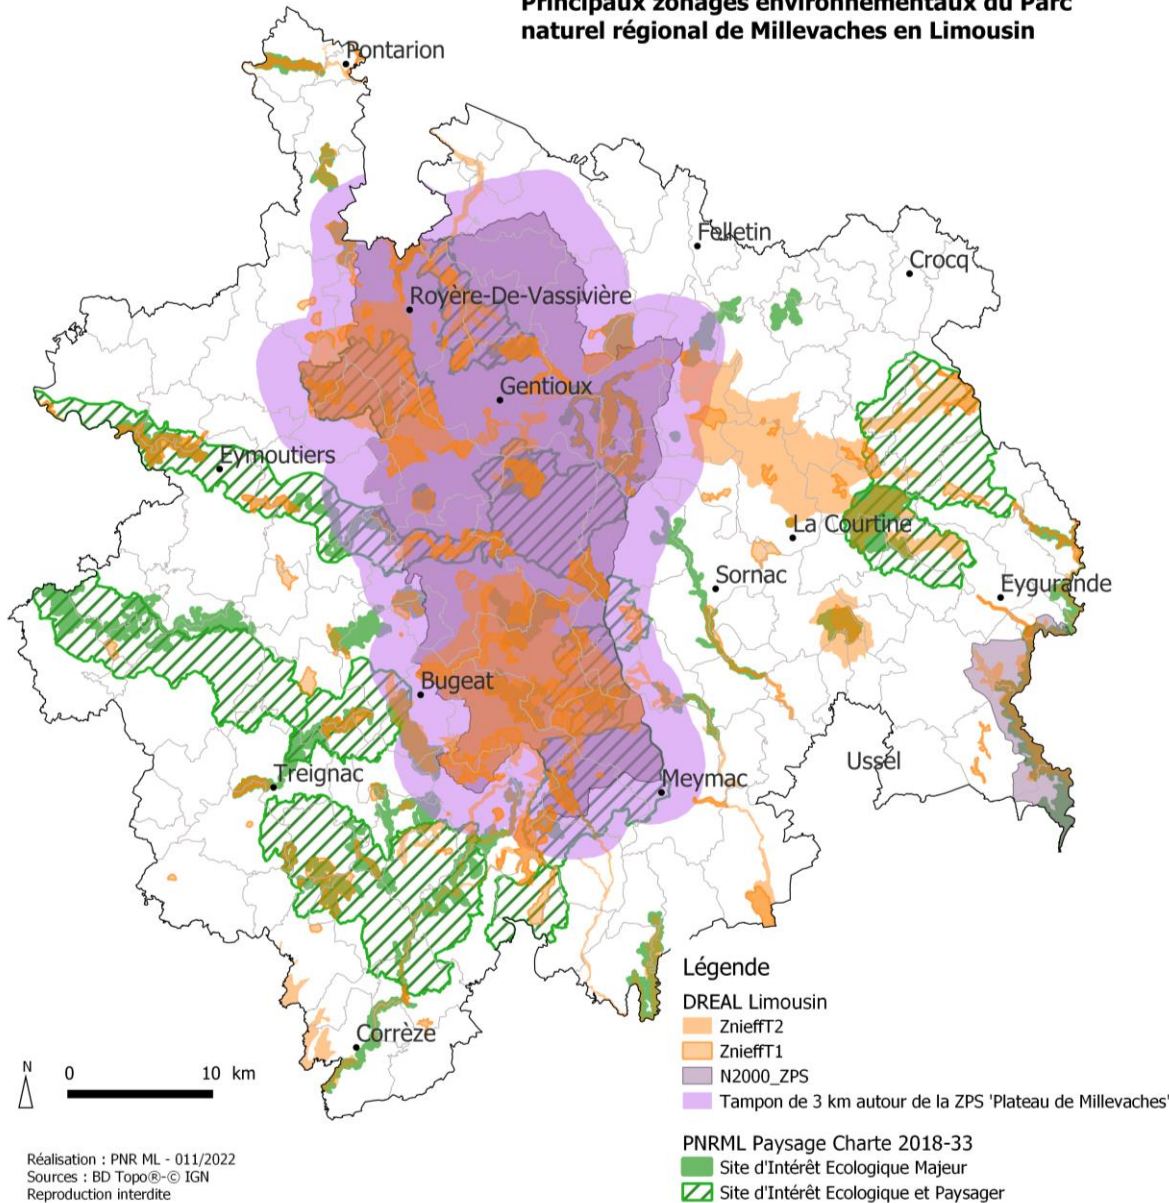 Principaux zonages environnementaux du Parc
naturel régional de Millevaches en Limousin
Pontarion
Felletin
Crocq
Royère-De-Vassivière
Gentioux
Eymoutiers
La Courtine
Sornac
Eygurande
Bugeat
Ussel
Treignac
Meymac
Corrèze
N
0 10 km
Légende
DREAL Limousin
ZnieffT2
ZnieffT1
N2000_ZPS
Tampon de 3 km autour de la ZPS 'Plateau de Millevaches'
PNRML Paysage Charte 2018-33
Site d'Intérêt Ecologique Majeur
Site d'Intérêt Ecologique et Paysager
Réalisation : PNR ML - 011/2022
Sources : BD Topo®-© IGN
Reproduction interdite